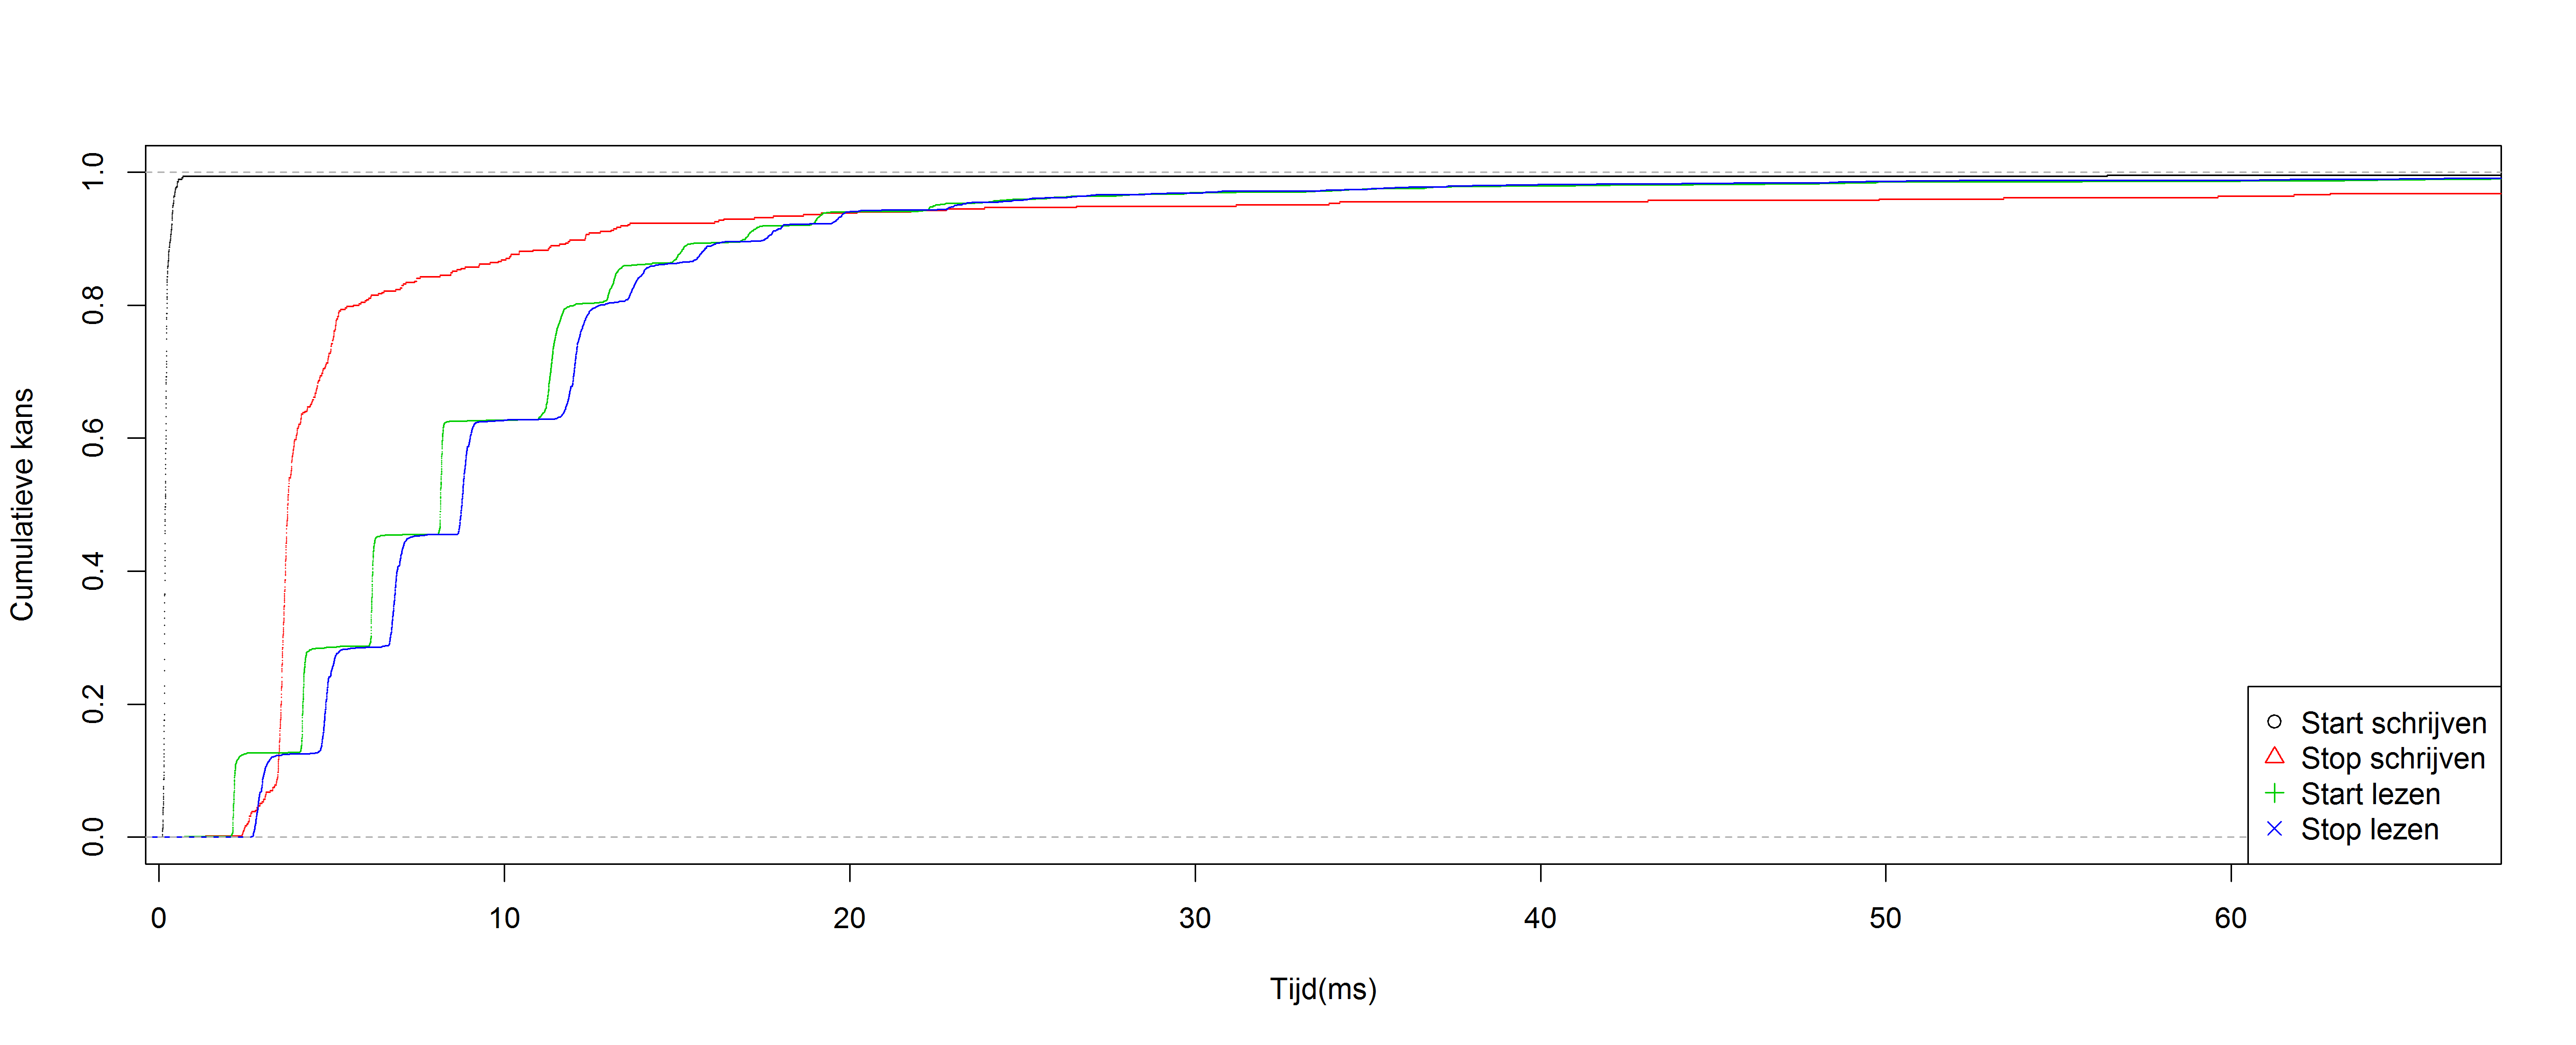 Cumulatieve kans
1.0
0.8
0.6
0.4
0.2
0.0
0 10 20 30 40 50 60
Tijd(ms)
Start schrijven
Stop schrijven
Start lezen
Stop lezen